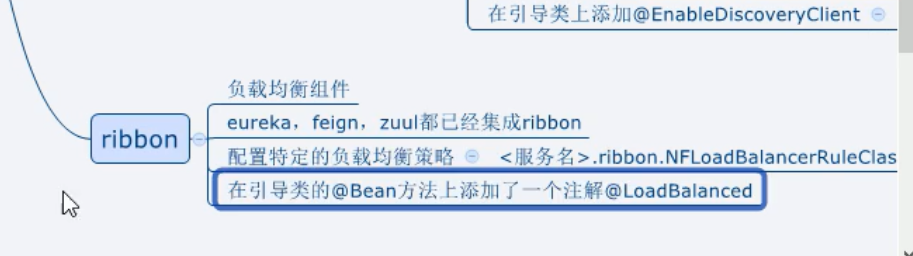 在引导类上添加@EnableDiscoveryClient
负载均衡组件
ribbon
eureka，feign，zuul都已经集成ribbon
配置特定的负载均衡策略 <服务名>.ribbon.NFLoadBalancerRuleClas
在引导类的@Bean方法上添加了一个注解@LoadBalanced